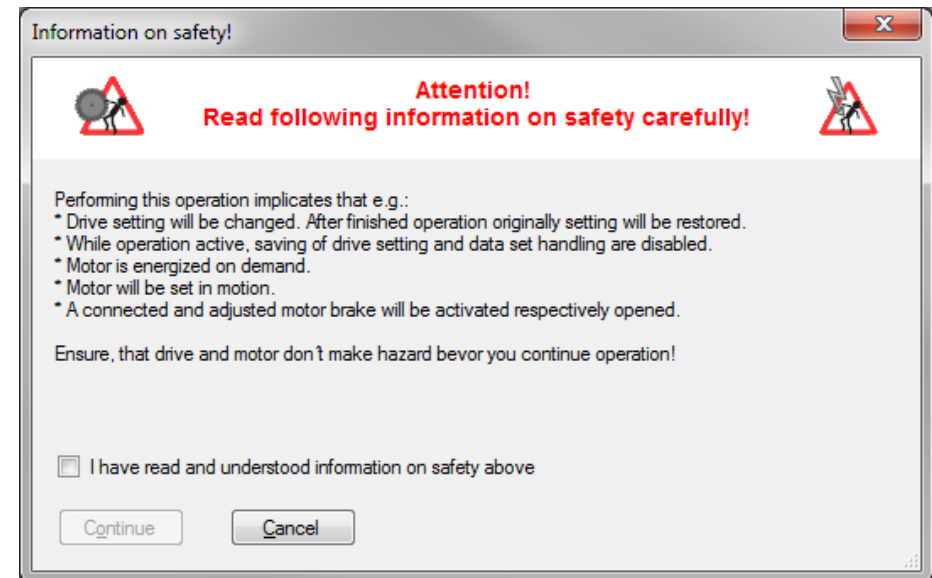 Information on safety!
Attention!
Read following information on safety carefully!
Performing this operation implicates that e.g.:
* Drive setting will be changed. After finished operation originally setting will be restored.
* While operation active, saving of drive setting and data set handling are disabled.
* Motor is energized on demand.
* Motor will be set in motion.
* A connected and adjusted motor brake will be activated respectively opened.
Ensure, that drive and motor don't make hazard bevor you continue operation!
I have read and understood information on safety above
Continue
Cancel